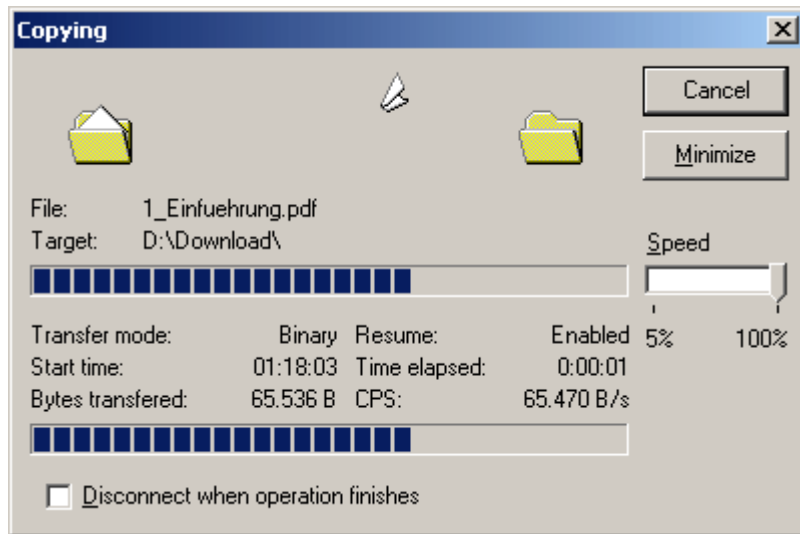 Copying
Cancel
Minimize
File: 1_Einfuehrung.pdf
Target: D:\Download\
Speed
5% 100%
Transfer mode: Binary Resume: Enabled
Start time: 01:18:03 Time elapsed: 0:00:01
Bytes transfered: 65.536 B CPS: 65.470 B/s
Disconnect when operation finishes